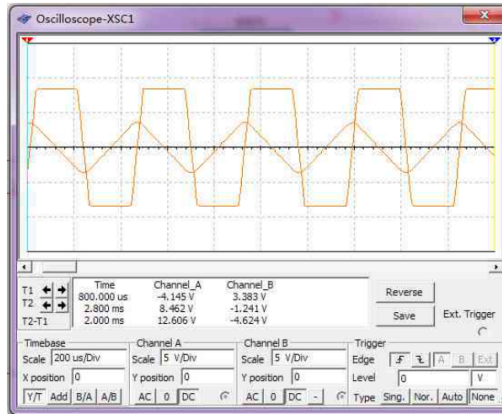 Oscilloscope-XSC1
1
2
T1
T2
T2-T1
Time Channel_A Channel_B
800.000 us -4.145 V 3.383 V
2.800 ms 8.462 V -1.241 V
2.000 ms 12.606 V -4.624 V
Reverse
Save
Ext. Trigger
Timebase
Scale 200 us/Div
X position 0
Y/T Add B/A A/B
Channel A
Scale 5 V/Div
Y position 0
AC 0 DC
Channel B
Scale 5 V/Div
Y position 0
AC 0 DC -
Trigger
Edge A B Ext
Level 0 V
Type Sing. Nor. Auto None